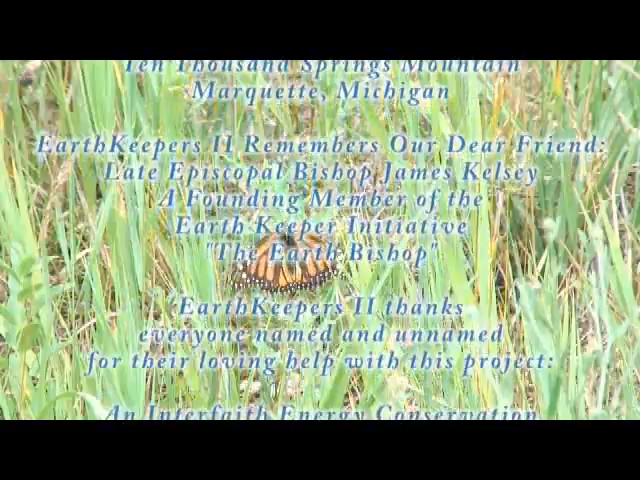 Ten Thousand Springs Mountain
Marquette, Michigan
EarthKeepers II Remembers Our Dear Friend:
Late Episcopal Bishop James Kelsey
A Founding Member of the
Earth Keeper Initiative
"The Earth Bishop"
'EarthKeepers II thanks
everyone named and unnamed
for their loving help with this project:
An Interfaith Energy Conservation